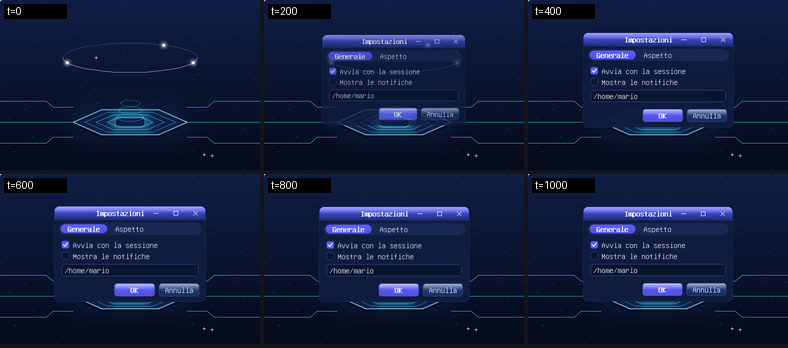 t=0
t=200
Impostazioni
Generale Aspetto
Avvia con la sessione
Mostra le notifiche
/home/mario
OK Annulla
t=400
Impostazioni
Generale Aspetto
Avvia con la sessione
Mostra le notifiche
/home/mario
OK Annulla
t=600
Impostazioni
Generale Aspetto
Avvia con la sessione
Mostra le notifiche
/home/mario
OK Annulla
t=800
Impostazioni
Generale Aspetto
Avvia con la sessione
Mostra le notifiche
/home/mario
OK Annulla
t=1000
Impostazioni
Generale Aspetto
Avvia con la sessione
Mostra le notifiche
/home/mario
OK Annulla